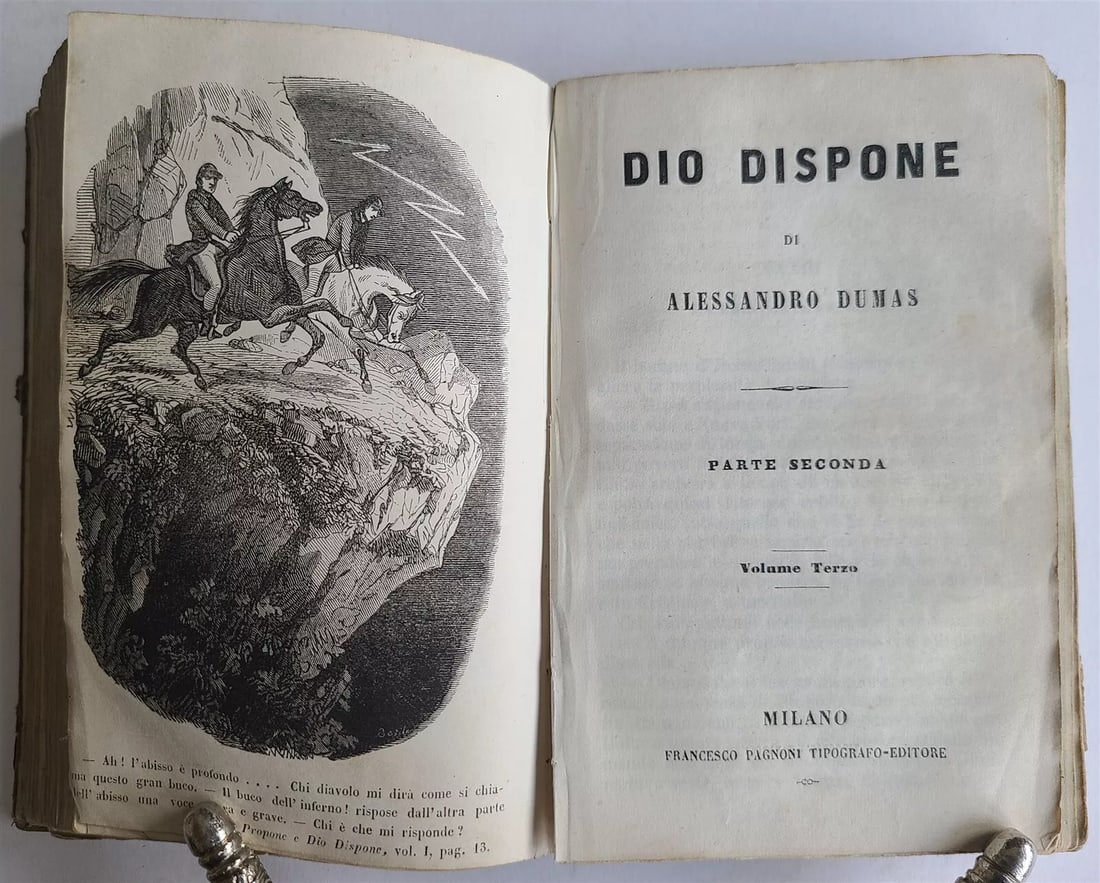 — Ah! l'abisso è profondo . . . . Chi diavolo mi dirà come si chia-
ma questo gran buco. — Il buco dell'inferno! rispose dall'altra parte
dell'abisso una voce e grave. — Chi è che mi risponde?
Propone e Dio Dispone, vol. I, pag. 13.
DIO DISPONE
DI
ALESSANDRO DUMAS
PARTE SECONDA
Volume Terzo
MILANO
FRANCESCO PAGNONI TIPOGRAFO-EDITORE